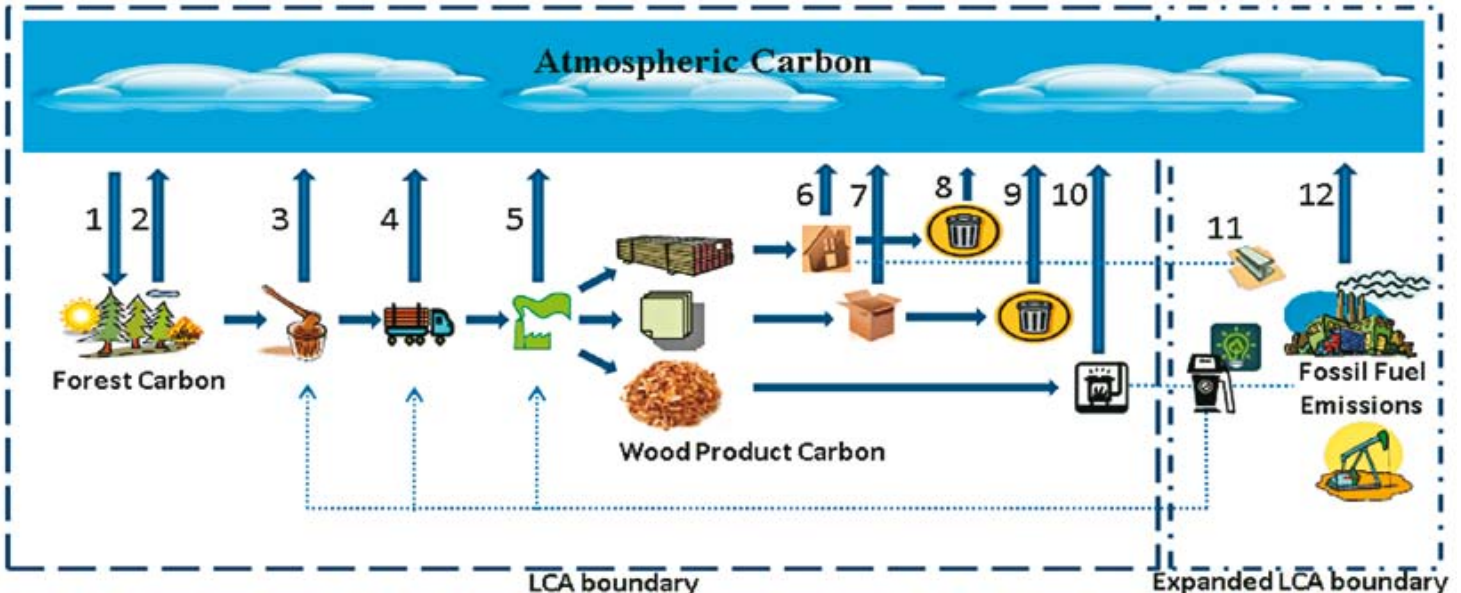 Atmospheric Carbon
1
2
3
4
5
6
7
8
9
10
11
12
Forest Carbon
Wood Product Carbon
Fossil Fuel
Emissions
LCA boundary
Expanded LCA boundary